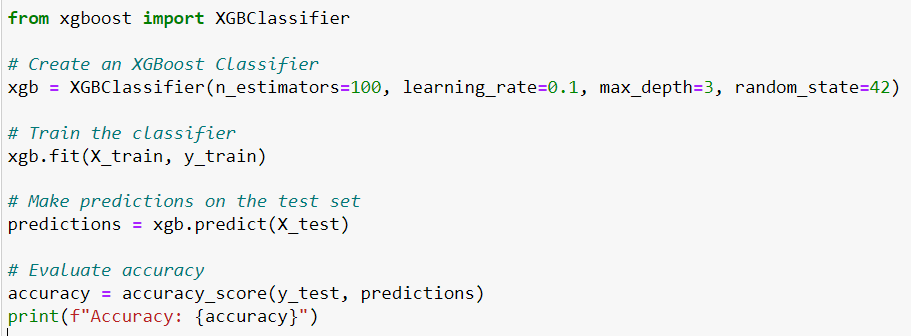 from xgboost import XGBClassifier
# Create an XGBoost Classifier
xgb = XGBClassifier(n_estimators=100, learning_rate=0.1, max_depth=3, random_state=42)
# Train the classifier
xgb.fit(X_train, y_train)
# Make predictions on the test set
predictions = xgb.predict(X_test)
# Evaluate accuracy
accuracy = accuracy_score(y_test, predictions)
print(f"Accuracy: {accuracy}")